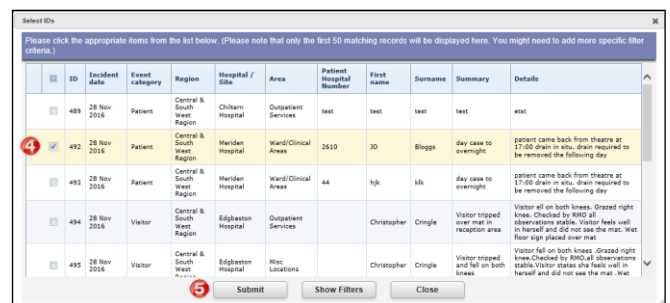 Select IDs
Please click the appropriate items from the list below. (Please note that only the first 50 matching records will be displayed here. You might need to add more specific filter
criteria.)
ID Incident date Event category Region Hospital / Site Area Patient Hospital Number First name Surname Summary Details
489 28 Nov 2016 Patient Central & South West Region Chiltern Hospital Outpatient Services test test test test etst
4 492 28 Nov 2016 Patient Central & South West Region Meriden Hospital Ward/Clinical Areas 2610 JO Bloggs day case to overnight patient came back from theatre at 17:00 drain in situ. drain required to be removed the following day
493 28 Nov 2016 Patient Central & South West Region Meriden Hospital Ward/Clinical Areas 44 hjk klk day case to overnight patient came back from theatre at 17:00 drain in situ. drain required to be removed the following day
494 28 Nov 2016 Visitor Central & South West Region Edgbaston Hospital Outpatient Services Christopher Cringle Visitor tripped over mat in reception area Visitor ell on both knees. Grazed right knee. Checked by RMO all observations stable. Visitor feels well in herself and did not see the mat. Wet floor sign placed over mat
495 28 Nov 2016 Visitor Central & South West Region Edgbaston Hospital Misc Locations Christopher Cringle Visitor tripped and fell on both knees Visitor fell on both knees .Grazed right knee.Checked by RMO.all observations stable.Visitor states she feels well in herself and did not see the mat .Wet
5 Submit Show Filters Close